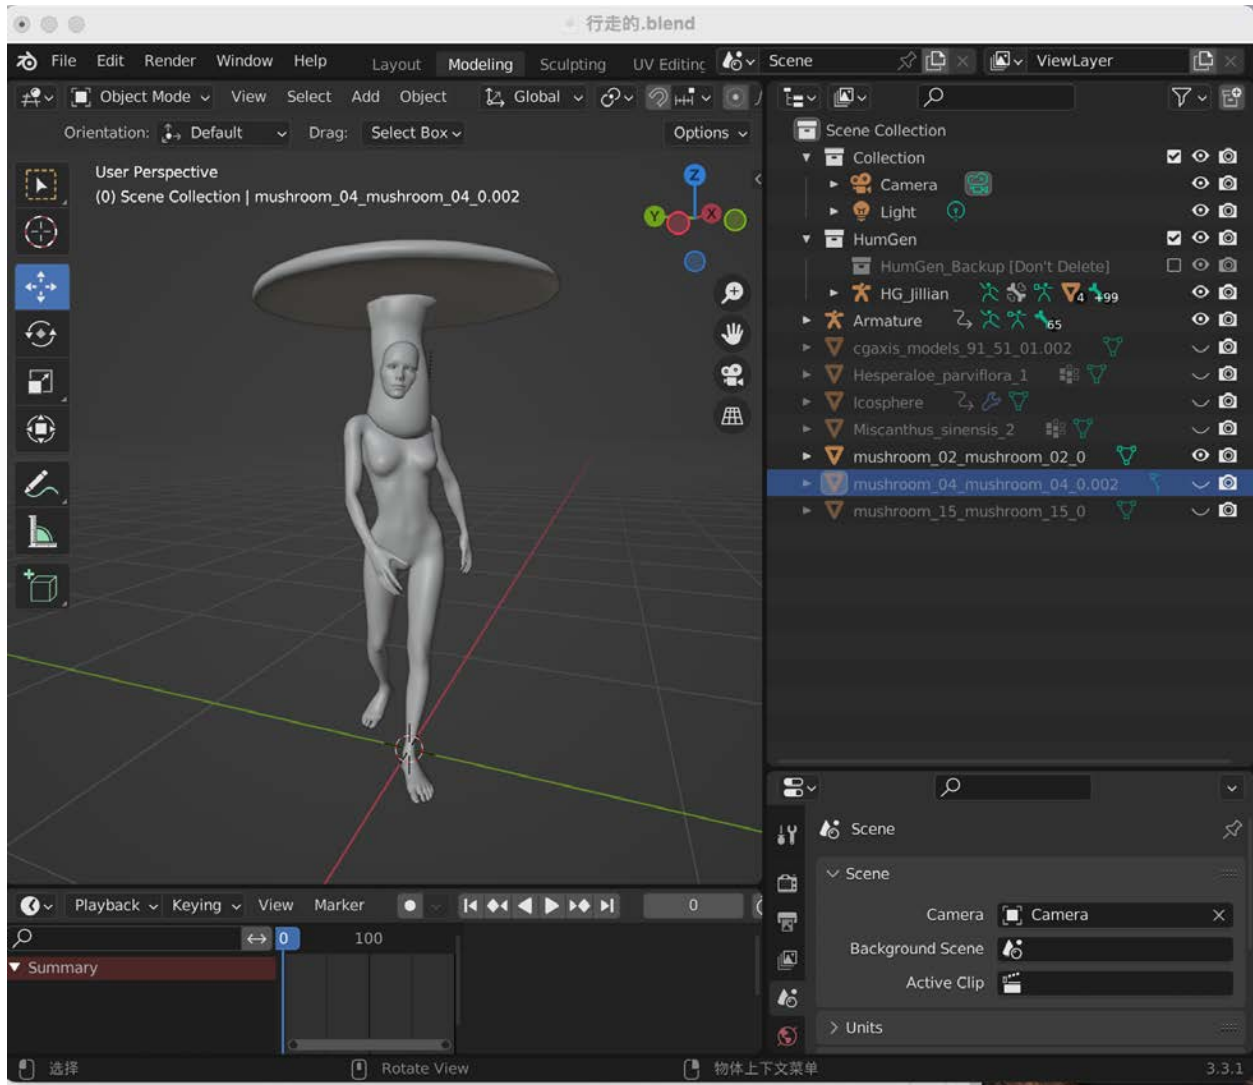 行走的.blend
File Edit Render Window Help Layout Modeling Sculpting UV Editing Scene ViewLayer
Object Mode View Select Add Object Global
Orientation: Default Drag: Select Box Options
User Perspective
(0) Scene Collection | mushroom_04_mushroom_04_0.002
Z
Y
X
Scene Collection
Collection
Camera
Light
HumGen
HumGen_Backup [Don't Delete]
HG_Jillian 4 +99
Armature 65
cgaxis_models_91_51_01.002
Hesperaloe_parviflora_1
Icosphere
Miscanthus_sinensis_2
mushroom_02_mushroom_02_0
mushroom_04_mushroom_04_0.002
mushroom_15_mushroom_15_0
Scene
Scene
Camera Camera
Background Scene
Active Clip
Units
Playback Keying View Marker 0
0 100
Summary
选择 Rotate View 物体上下文菜单 3.3.1